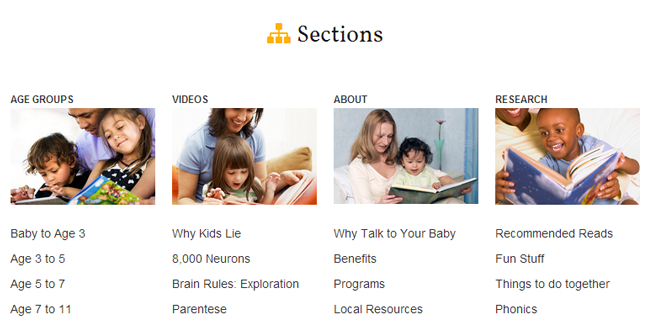 Sections
AGE GROUPS
VIDEOS
ABOUT
RESEARCH
Baby to Age 3
Why Kids Lie
Why Talk to Your Baby
Recommended Reads
Age 3 to 5
8,000 Neurons
Benefits
Fun Stuff
Age 5 to 7
Brain Rules: Exploration
Programs
Things to do together
Age 7 to 11
Parentese
Local Resources
Phonics